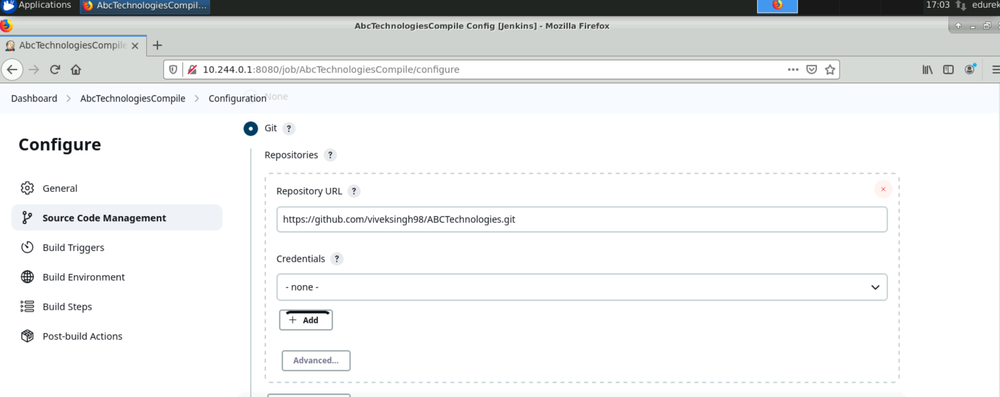 Applications
AbcTechnologiesCompil...
17:03
AbcTechnologiesCompile Config [Jenkins] - Mozilla Firefox
AbcTechnologiesCompile
10.244.0.1:8080/job/AbcTechnologiesCompile/configure
Dashboard > AbcTechnologiesCompile > Configuration
None
Git ?
Configure
Repositories ?
General
Repository URL ?
Source Code Management
https://github.com/viveksingh98/ABCTechnologies.git
Build Triggers
Credentials ?
Build Environment
- none -
Build Steps
+ Add
Post-build Actions
Advanced...